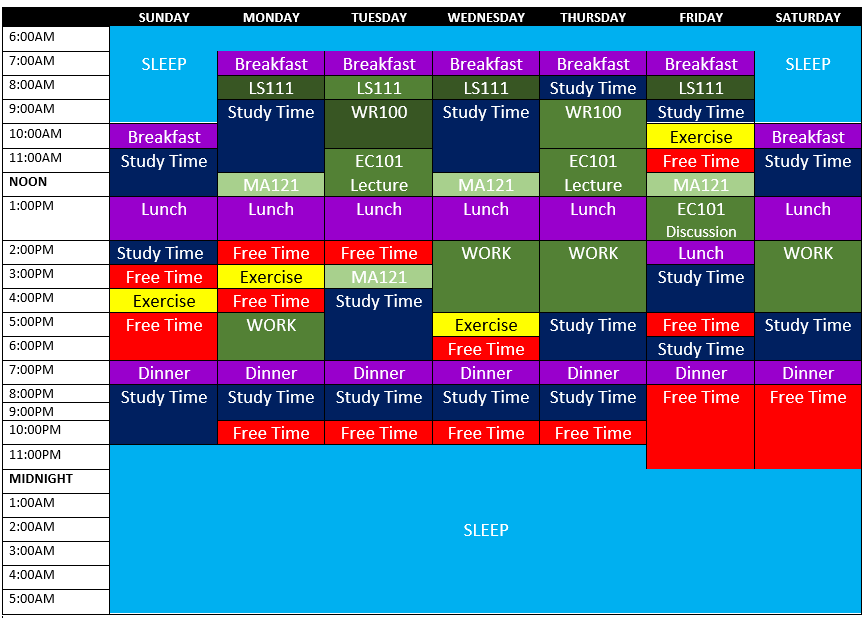 SUNDAY MONDAY TUESDAY WEDNESDAY THURSDAY FRIDAY SATURDAY
6:00AM
7:00AM SLEEP Breakfast Breakfast Breakfast Breakfast Breakfast SLEEP
8:00AM LS111 LS111 LS111 Study Time LS111
9:00AM Study Time WR100 Study Time WR100 Study Time
10:00AM Breakfast Exercise Breakfast
11:00AM Study Time EC101 EC101 Free Time Study Time
NOON MA121 Lecture MA121 Lecture MA121
1:00PM Lunch Lunch Lunch Lunch Lunch EC101 Lunch
Discussion
2:00PM Study Time Free Time Free Time WORK WORK Lunch WORK
3:00PM Free Time Exercise MA121 Study Time
4:00PM Exercise Free Time Study Time
5:00PM Free Time WORK Exercise Study Time Free Time Study Time
6:00PM Free Time Study Time
7:00PM Dinner Dinner Dinner Dinner Dinner Dinner Dinner
8:00PM Study Time Study Time Study Time Study Time Study Time Free Time Free Time
9:00PM
10:00PM Free Time Free Time Free Time Free Time
11:00PM
MIDNIGHT
1:00AM
2:00AM SLEEP
3:00AM
4:00AM
5:00AM